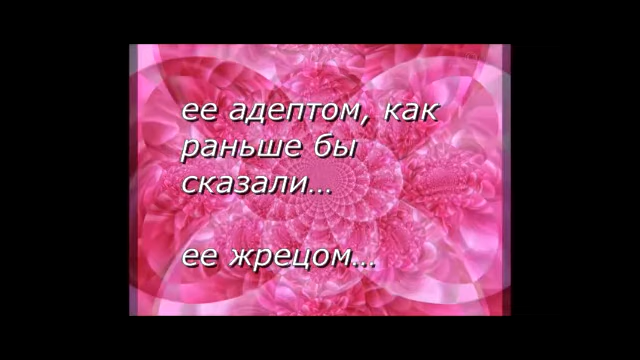 ее адептом, как
раньше бы
сказали...
ее жрецом...